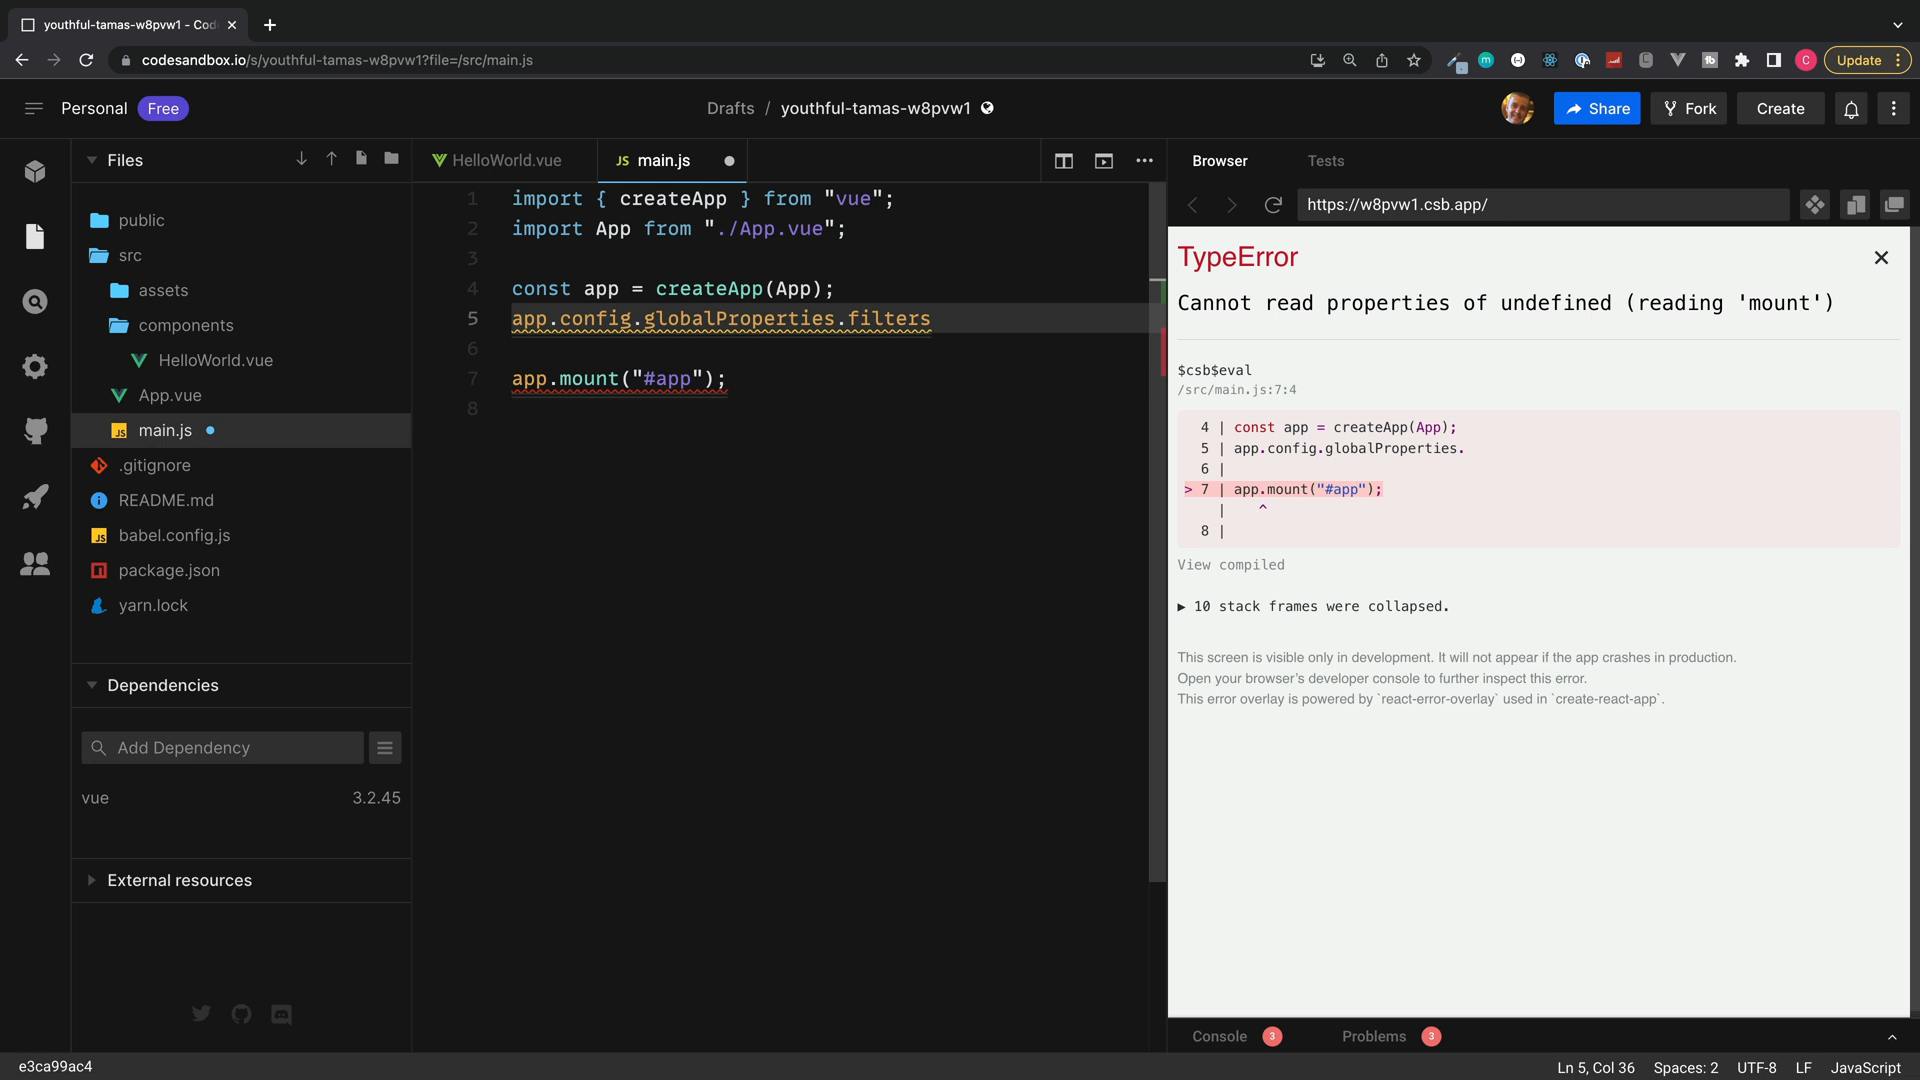 youthful-tamas-w8pvw1 - Cod
codesandbox.io/s/youthful-tamas-w8pvw1?file=/src/main.js
Update
Personal Free
Drafts / youthful-tamas-w8pvw1
Share
Fork
Create
Files
HelloWorld.vue
JS main.js
Browser
Tests
https://w8pvw1.csb.app/
public
src
assets
components
HelloWorld.vue
App.vue
JS main.js
.gitignore
README.md
JS babel.config.js
package.json
yarn.lock
Dependencies
Add Dependency
vue 3.2.45
External resources
1 import { createApp } from "vue";
2 import App from "./App.vue";
3
4 const app = createApp(App);
5 app.config.globalProperties.filters
6
7 app.mount("#app");
8
TypeError
Cannot read properties of undefined (reading 'mount')
$csb$eval
/src/main.js:7:4
4 | const app = createApp(App);
5 | app.config.globalProperties.
6 |
> 7 | app.mount("#app");
| ^
8 |
View compiled
▶ 10 stack frames were collapsed.
This screen is visible only in development. It will not appear if the app crashes in production.
Open your browser's developer console to further inspect this error.
This error overlay is powered by `react-error-overlay` used in `create-react-app`.
Console 3
Problems 3
e3ca99ac4
Ln 5, Col 36 Spaces: 2 UTF-8 LF JavaScript